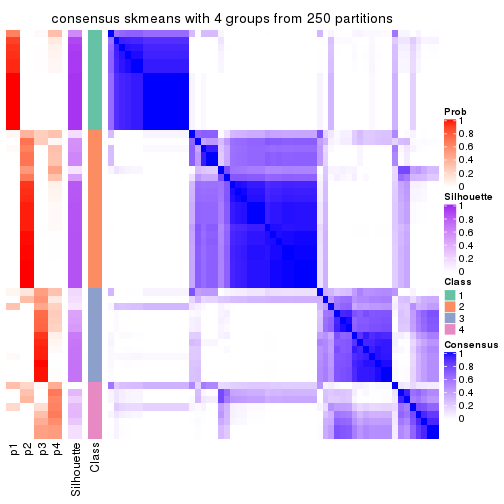 consensus skmeans with 4 groups from 250 partitions
Prob
1
0.8
0.6
0.4
0.2
0
Silhouette
1
0.8
0.6
0.4
0.2
0
Class
1
2
3
4
Consensus
1
0.8
0.6
0.4
0.2
0
p1
p2
p3
p4
Silhouette
Class